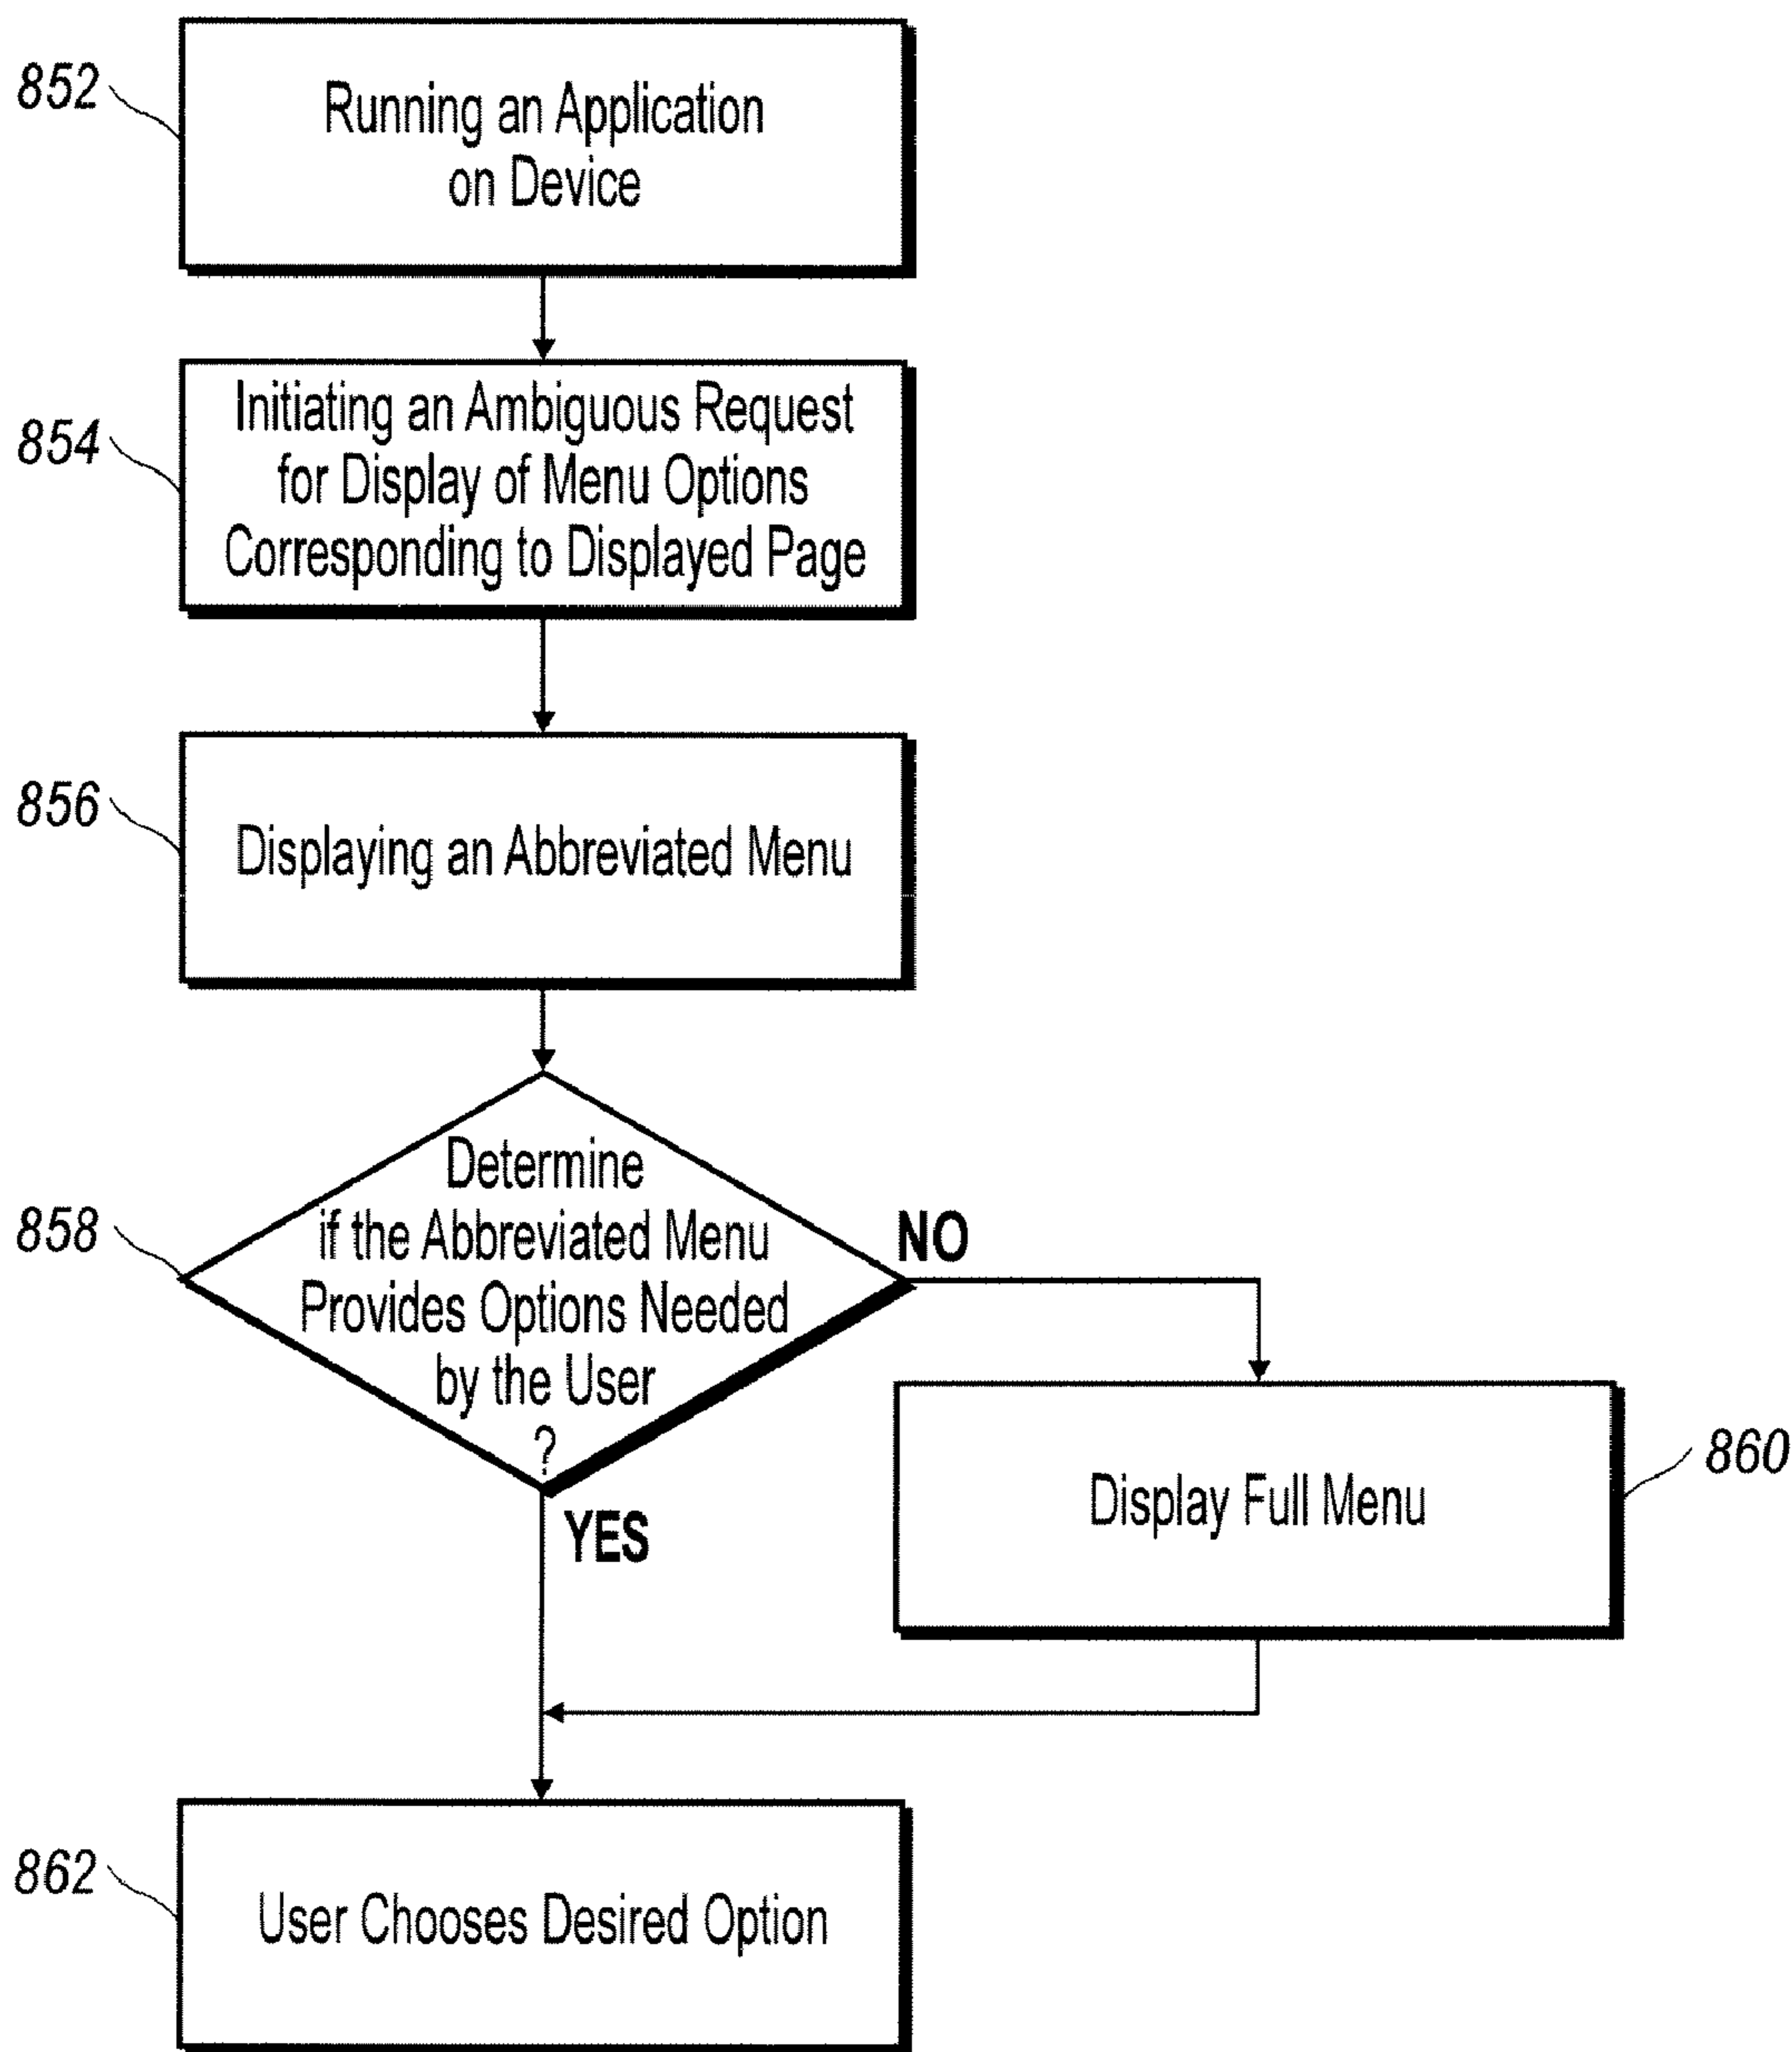 852
Running an Application
on Device
854
Initiating an Ambiguous Request
for Display of Menu Options
Corresponding to Displayed Page
856
Displaying an Abbreviated Menu
858
Determine
if the Abbreviated Menu
Provides Options Needed
by the User
?
NO
YES
860
Display Full Menu
862
User Chooses Desired Option